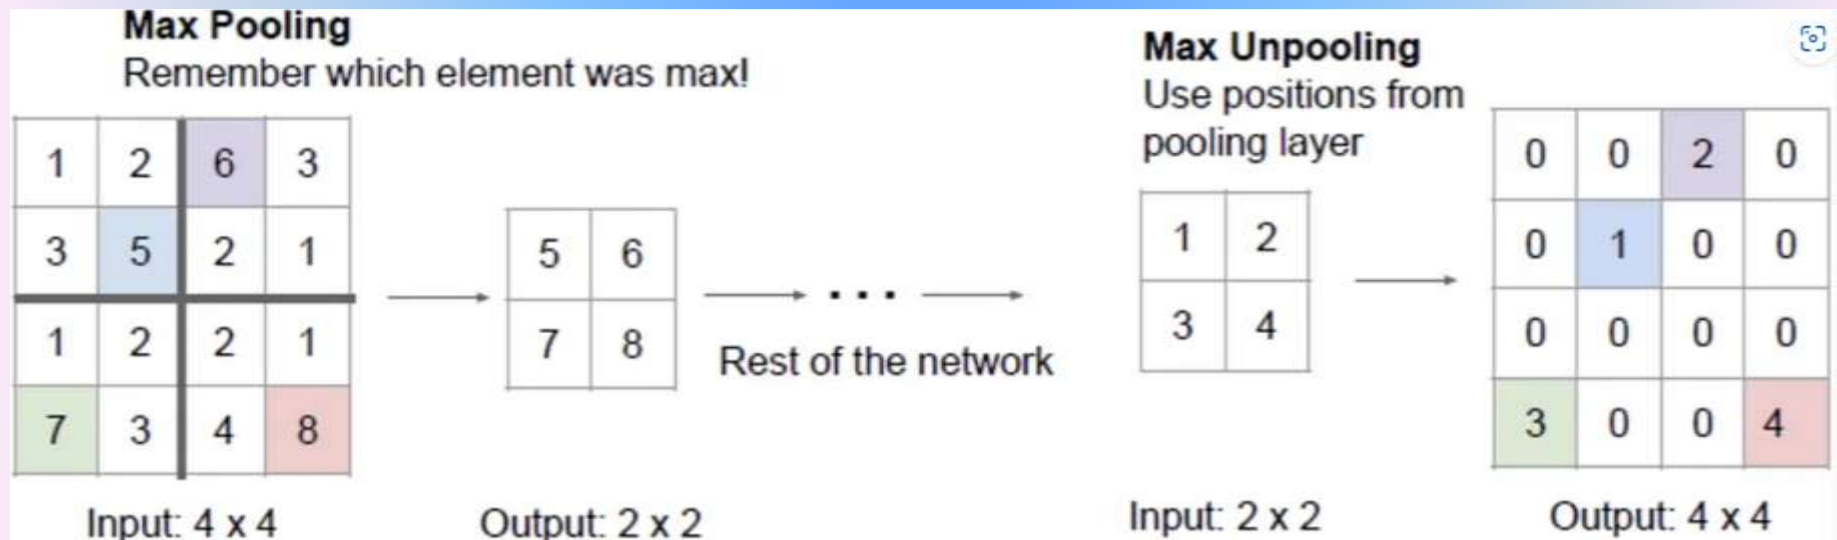 Max Pooling
Remember which element was max!
1 2 6 3
3 5 2 1
1 2 2 1
7 3 4 8
Input: 4 x 4
5 6
7 8
Output: 2 x 2
...
Rest of the network
Max Unpooling
Use positions from
pooling layer
1 2
3 4
Input: 2 x 2
0 0 2 0
0 1 0 0
0 0 0 0
3 0 0 4
Output: 4 x 4